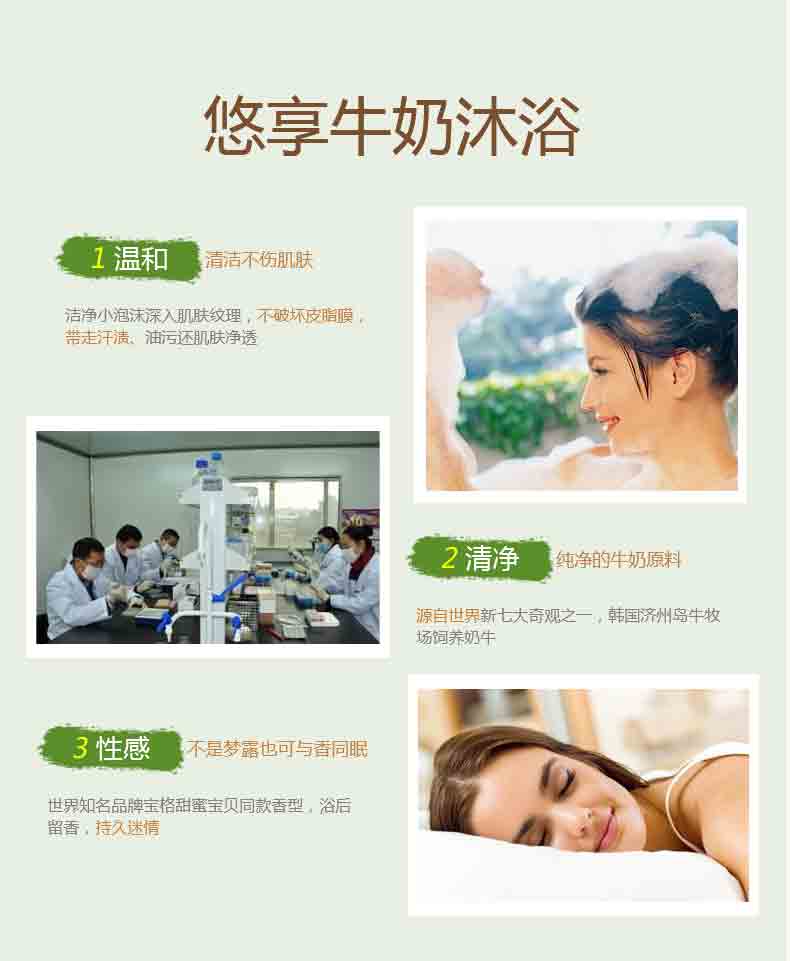 悠享牛奶沐浴
1 温和 清洁不伤肌肤
洁净小泡沫深入肌肤纹理，不破坏皮脂膜，
带走汗渍、油污还肌肤净透
2 清净 纯净的牛奶原料
源自世界新七大奇观之一，韩国济州岛牛牧
场饲养奶牛
3 性感 不是梦露也可与香同眠
世界知名品牌宝格甜蜜宝贝同款香型，浴后
留香，持久迷情